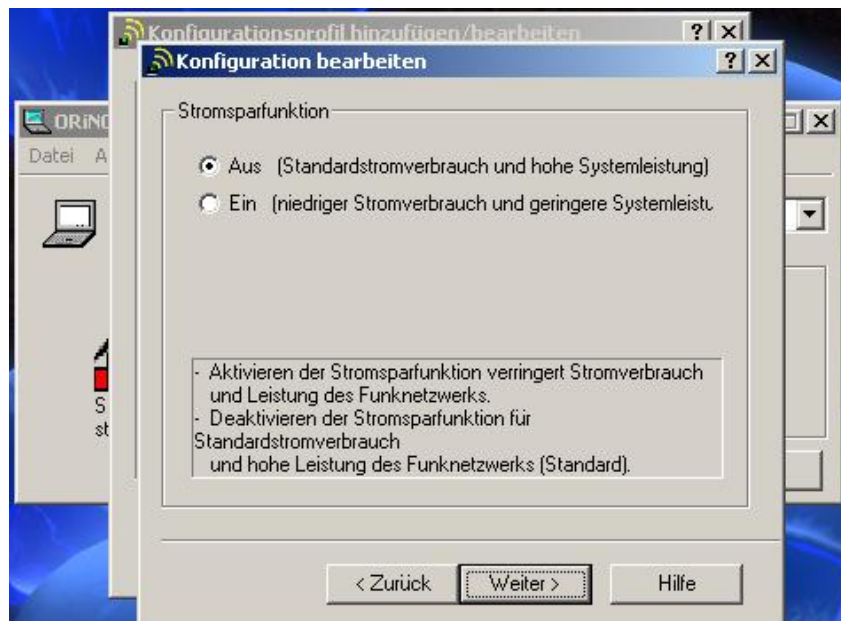 Konfigurationsprofil hinzufügen/bearbeiten
Konfiguration bearbeiten
ORiNO
Datei A
Stromsparfunktion
Aus (Standardstromverbrauch und hohe Systemleistung)
Ein (niedriger Stromverbrauch und geringere Systemleistu
- Aktivieren der Stromsparfunktion verringert Stromverbrauch
und Leistung des Funknetzwerks.
- Deaktivieren der Stromsparfunktion für
Standardstromverbrauch
und hohe Leistung des Funknetzwerks (Standard).
S
st
< Zurück
Weiter >
Hilfe